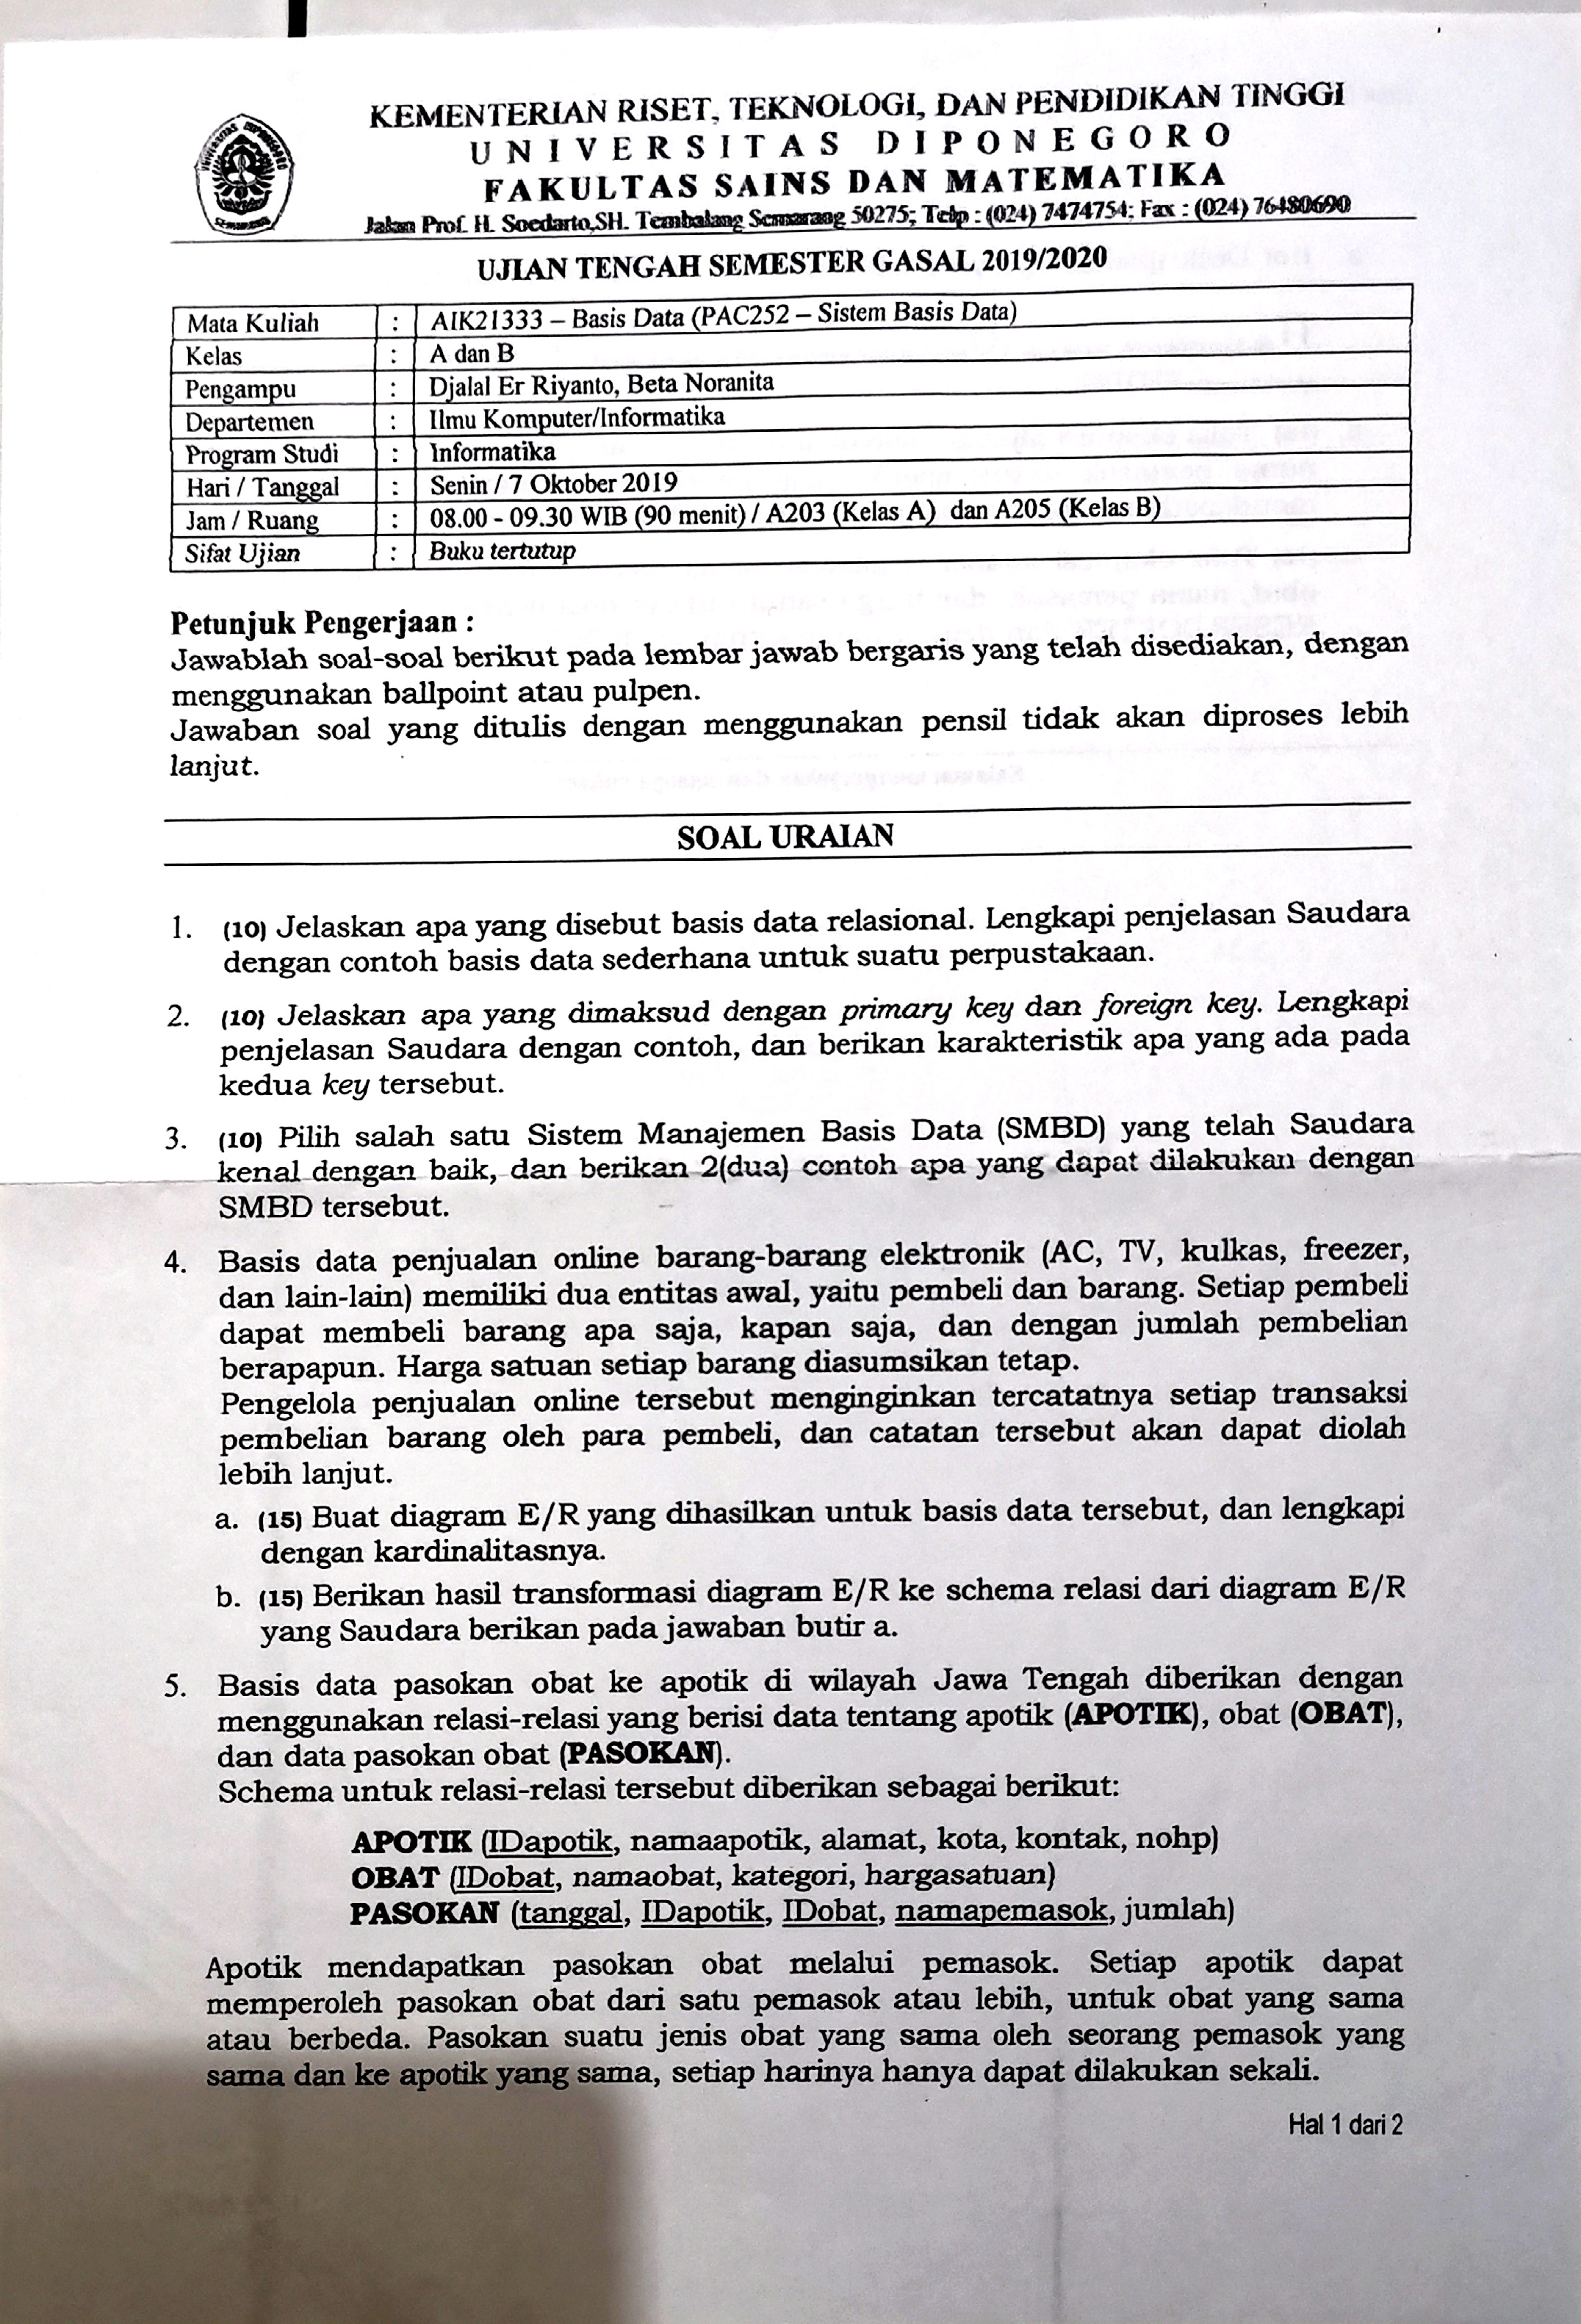 KEMENTERIAN RISET, TEKNOLOGI, DAN PENDIDIKAN TINGGI
UNIVERSITAS DIPONEGORO
FAKULTAS SAINS DAN MATEMATIKA
Jalan Prof. H. Soedarto,SH. Tembalang Semarang 50275; Telp : (024) 7474754; Fax : (024) 76480690
UJIAN TENGAH SEMESTER GASAL 2019/2020
Mata Kuliah : AIK21333 – Basis Data (PAC252 – Sistem Basis Data)
Kelas : A dan B
Pengampu : Djalal Er Riyanto, Beta Noranita
Departemen : Ilmu Komputer/Informatika
Program Studi : Informatika
Hari / Tanggal : Senin / 7 Oktober 2019
Jam / Ruang : 08.00 - 09.30 WIB (90 menit) / A203 (Kelas A) dan A205 (Kelas B)
Sifat Ujian : Buku tertutup
Petunjuk Pengerjaan :
Jawablah soal-soal berikut pada lembar jawab bergaris yang telah disediakan, dengan
menggunakan ballpoint atau pulpen.
Jawaban soal yang ditulis dengan menggunakan pensil tidak akan diproses lebih
lanjut.
SOAL URAIAN
1. (10) Jelaskan apa yang disebut basis data relasional. Lengkapi penjelasan Saudara
dengan contoh basis data sederhana untuk suatu perpustakaan.
2. (10) Jelaskan apa yang dimaksud dengan primary key dan foreign key. Lengkapi
penjelasan Saudara dengan contoh, dan berikan karakteristik apa yang ada pada
kedua key tersebut.
3. (10) Pilih salah satu Sistem Manajemen Basis Data (SMBD) yang telah Saudara
kenal dengan baik, dan berikan 2(dua) contoh apa yang dapat dilakukan dengan
SMBD tersebut.
4. Basis data penjualan online barang-barang elektronik (AC, TV, kulkas, freezer,
dan lain-lain) memiliki dua entitas awal, yaitu pembeli dan barang. Setiap pembeli
dapat membeli barang apa saja, kapan saja, dan dengan jumlah pembelian
berapapun. Harga satuan setiap barang diasumsikan tetap.
Pengelola penjualan online tersebut menginginkan tercatatnya setiap transaksi
pembelian barang oleh para pembeli, dan catatan tersebut akan dapat diolah
lebih lanjut.
a. (15) Buat diagram E/R yang dihasilkan untuk basis data tersebut, dan lengkapi
dengan kardinalitasnya.
b. (15) Berikan hasil transformasi diagram E/R ke schema relasi dari diagram E/R
yang Saudara berikan pada jawaban butir a.
5. Basis data pasokan obat ke apotik di wilayah Jawa Tengah diberikan dengan
menggunakan relasi-relasi yang berisi data tentang apotik (APOTIK), obat (OBAT),
dan data pasokan obat (PASOKAN).
Schema untuk relasi-relasi tersebut diberikan sebagai berikut:
APOTIK (IDapotik, namaapotik, alamat, kota, kontak, nohp)
OBAT (IDobat, namaobat, kategori, hargasatuan)
PASOKAN (tanggal, IDapotik, IDobat, namapemasok, jumlah)
Apotik mendapatkan pasokan obat melalui pemasok. Setiap apotik dapat
memperoleh pasokan obat dari satu pemasok atau lebih, untuk obat yang sama
atau berbeda. Pasokan suatu jenis obat yang sama oleh seorang pemasok yang
sama dan ke apotik yang sama, setiap harinya hanya dapat dilakukan sekali.
Hal 1 dari 2